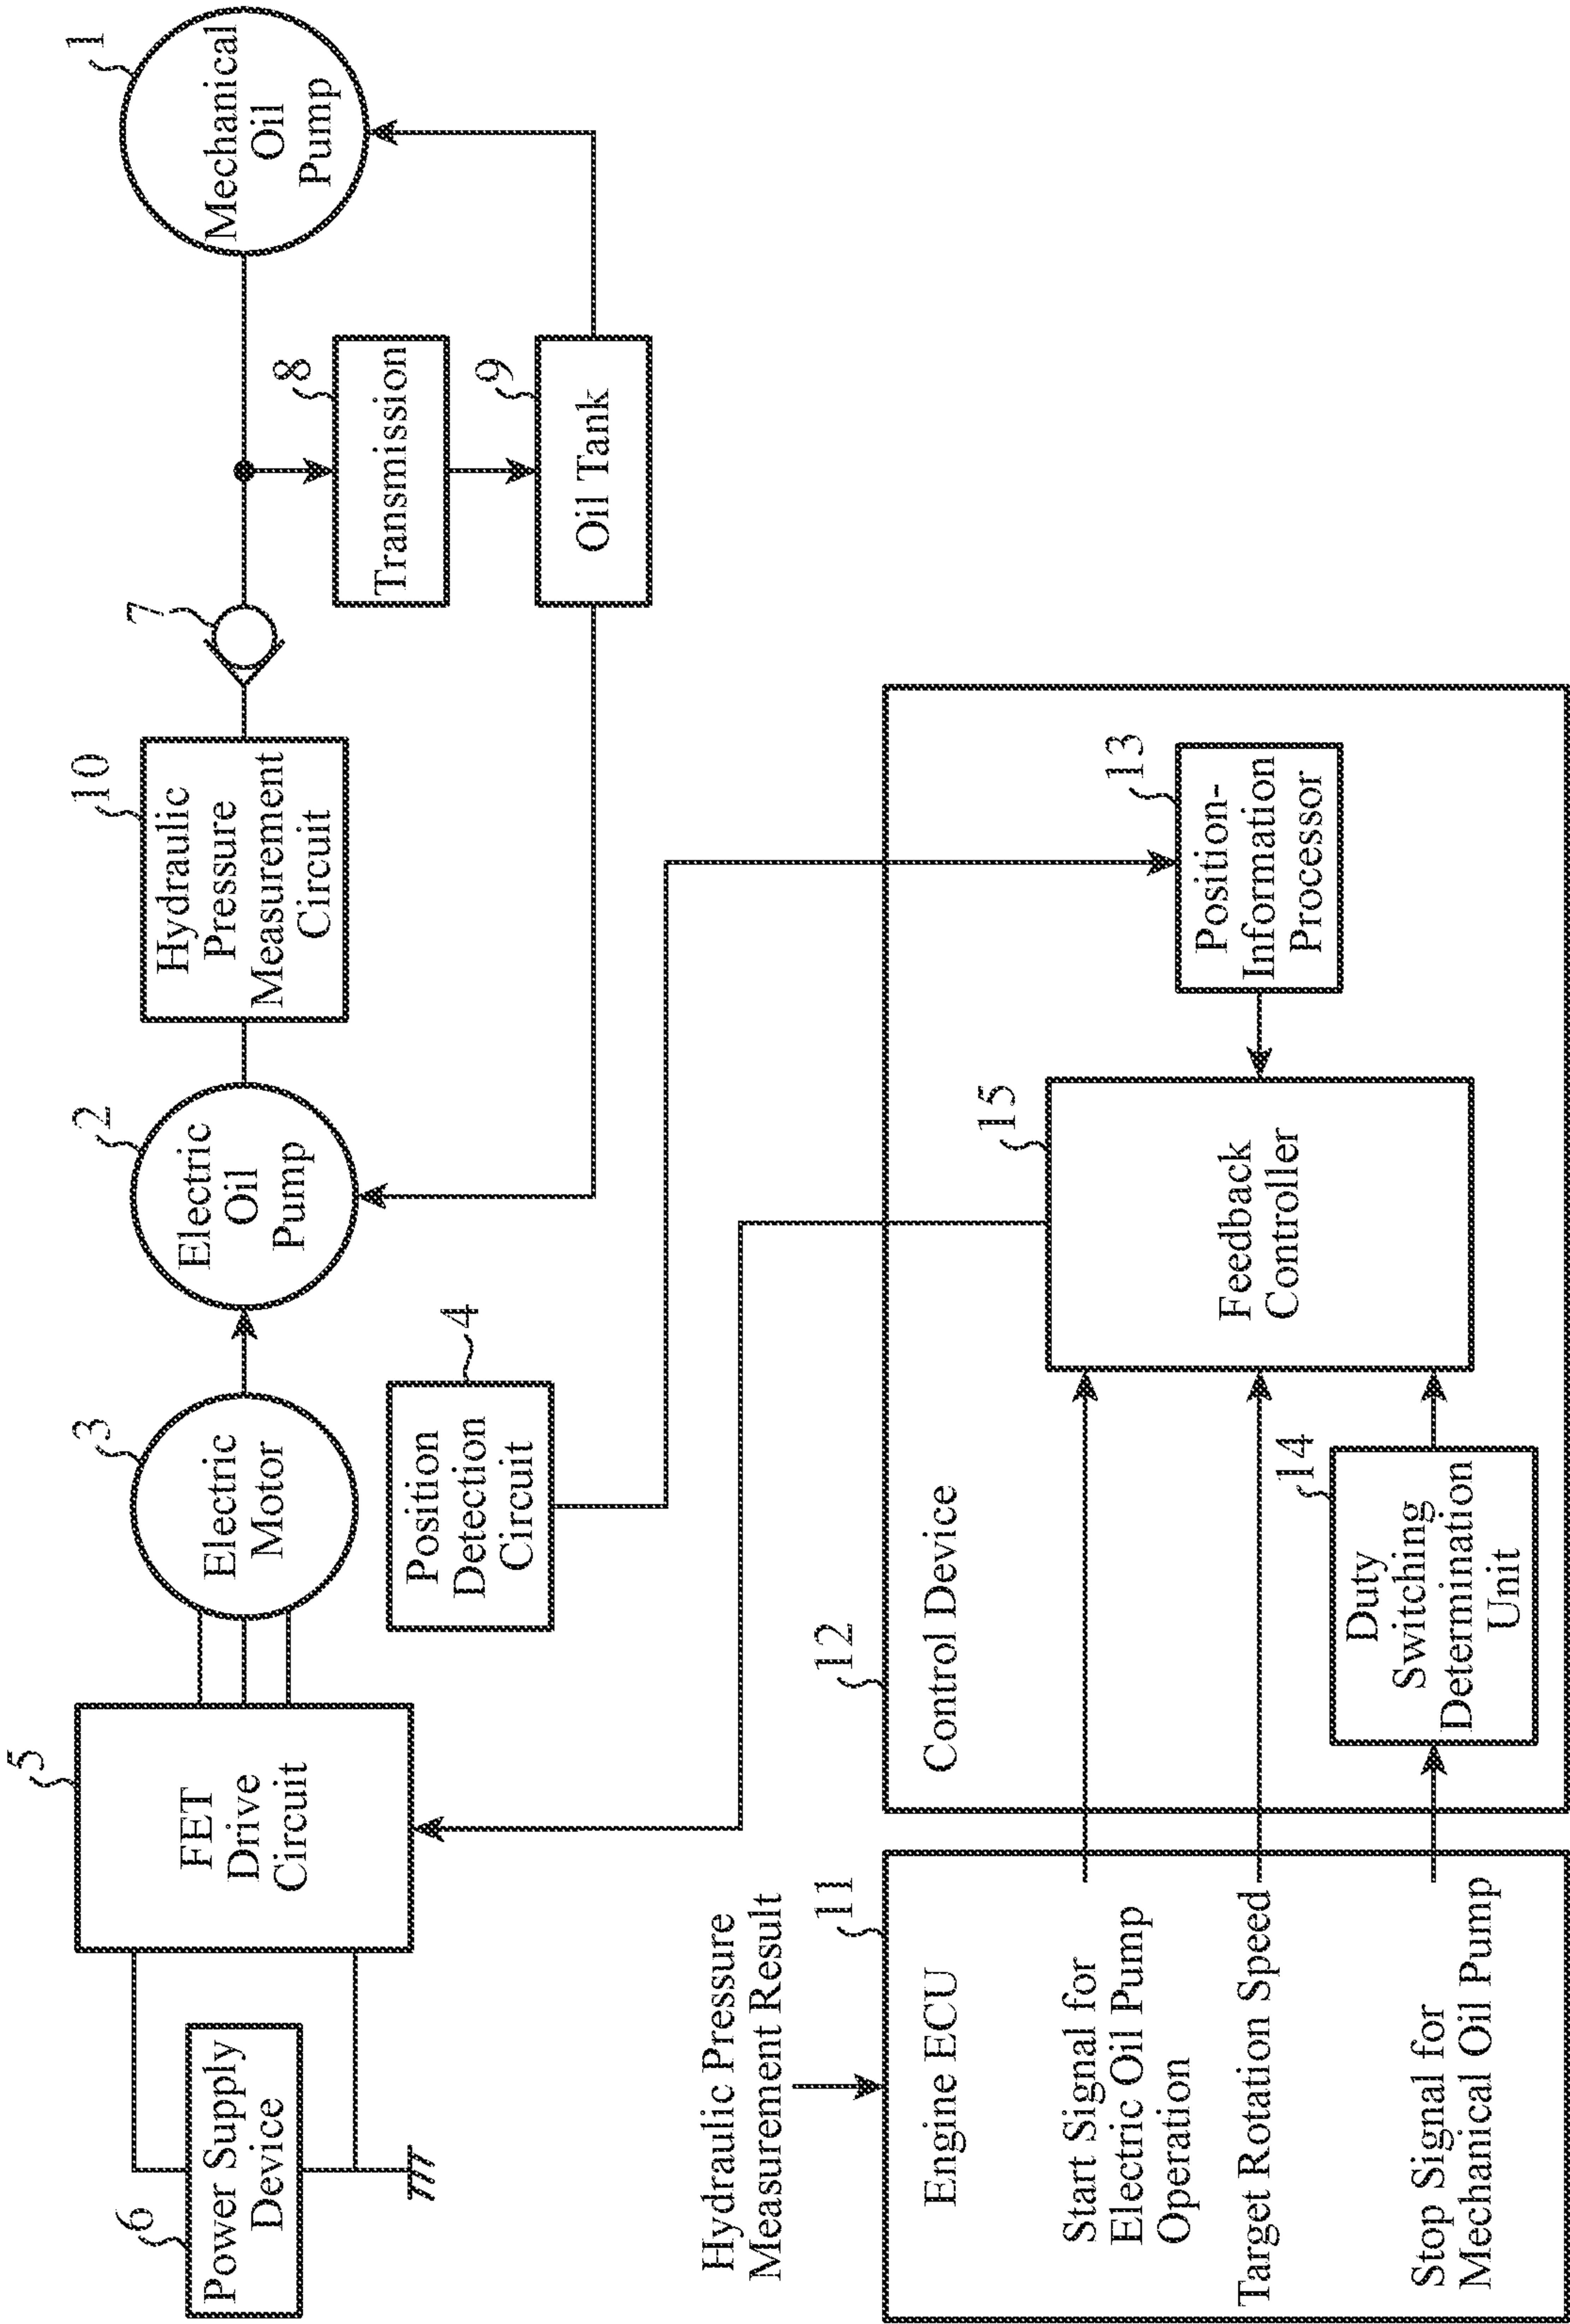 6
Power Supply
Device
5
FET
Drive
Circuit
3
Electric
Motor
2
Electric
Oil
Pump
10
Hydraulic
Pressure
Measurement
Circuit
7
1
Mechanical
Oil
Pump
4
Position
Detection
Circuit
8
Transmission
9
Oil Tank
Hydraulic Pressure
Measurement Result
11
Engine ECU
Start Signal for
Electric Oil Pump
Operation
Target Rotation Speed
Stop Signal for
Mechanical Oil Pump
12
Control Device
14
Duty
Switching
Determination
Unit
15
Feedback
Controller
13
Position-
Information
Processor